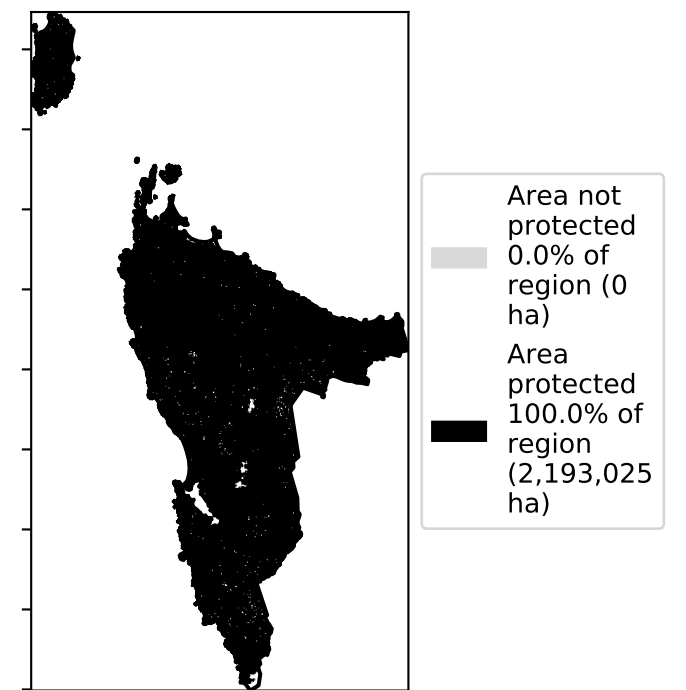 Area not
protected
0.0% of
region (0
ha)
Area
protected
100.0% of
region
(2,193,025
ha)